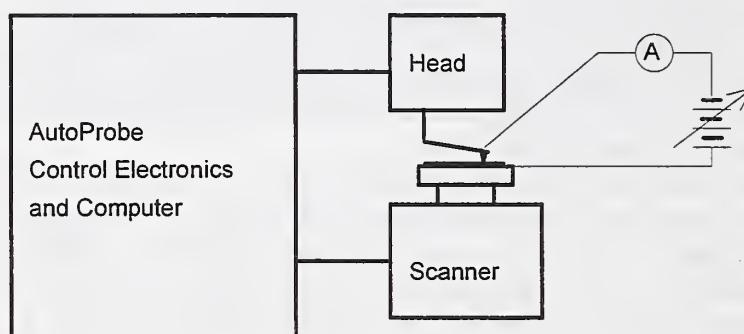 Head
A
AutoProbe
Control Electronics
and Computer
Scanner